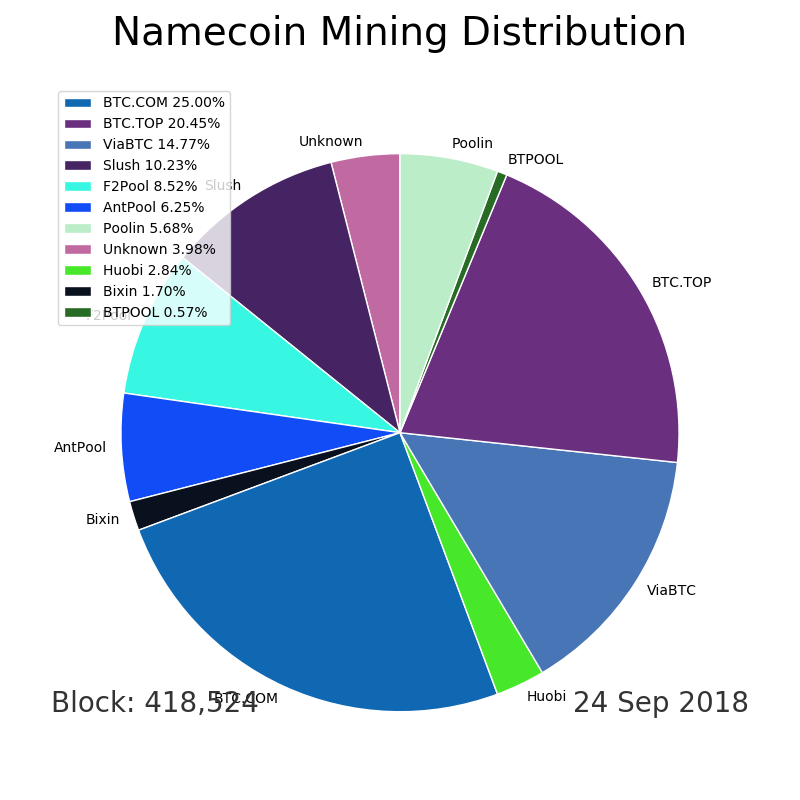 Namecoin Mining Distribution
BTC.COM 25.00%
BTC.TOP 20.45%
ViaBTC 14.77%
Slush 10.23%
F2Pool 8.52%
AntPool 6.25%
Poolin 5.68%
Unknown 3.98%
Huobi 2.84%
Bixin 1.70%
BTPOOL 0.57%
Unknown
Poolin
BTPOOL
Slush
BTC.TOP
F2Pool
AntPool
Bixin
ViaBTC
BTC.COM
Huobi
Block: 418,524
24 Sep 2018